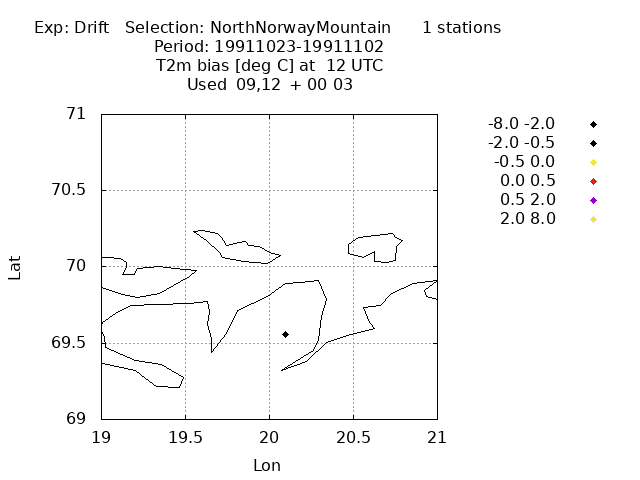 Exp: Drift Selection: NorthNorwayMountain 1 stations
Period: 19911023-19911102
T2m bias [deg C] at 12 UTC
Used 09,12 + 00 03
71
70.5
70
69.5
69
Lat
19 19.5 20 20.5 21
Lon
-8.0 -2.0
-2.0 -0.5
-0.5 0.0
0.0 0.5
0.5 2.0
2.0 8.0